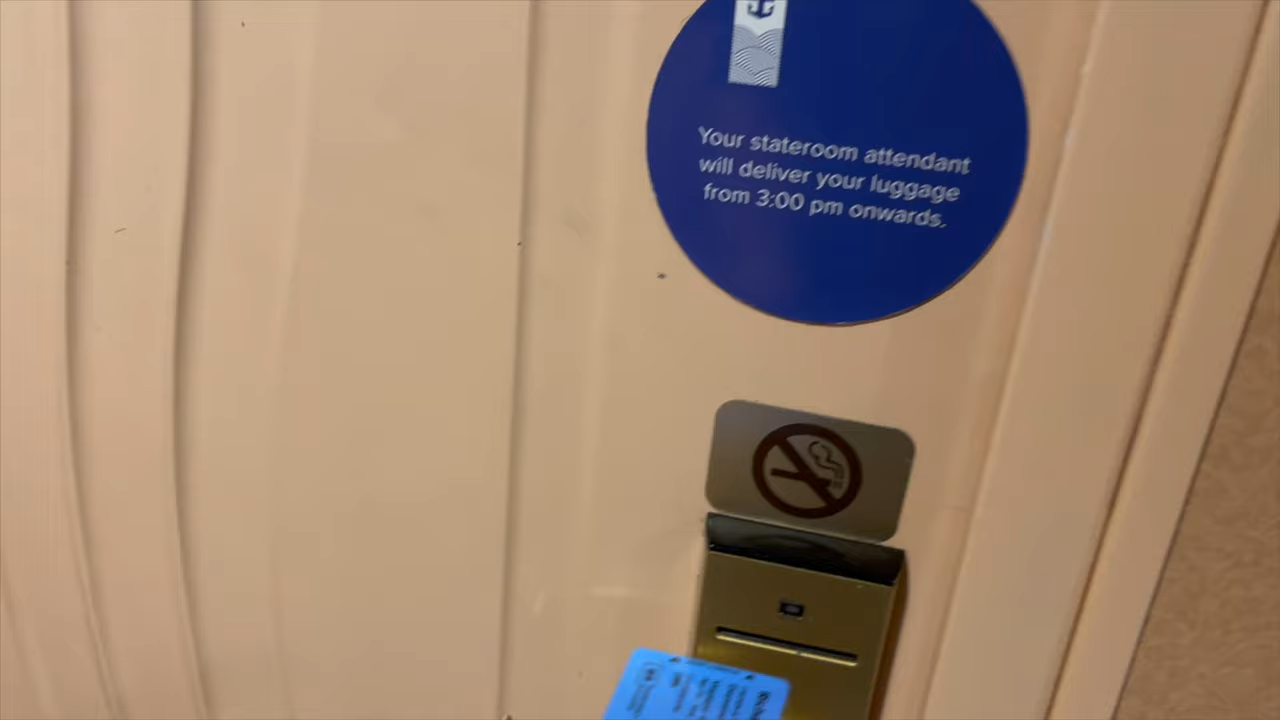 Your stateroom attendant
will deliver your luggage
from 3:00 pm onwards.